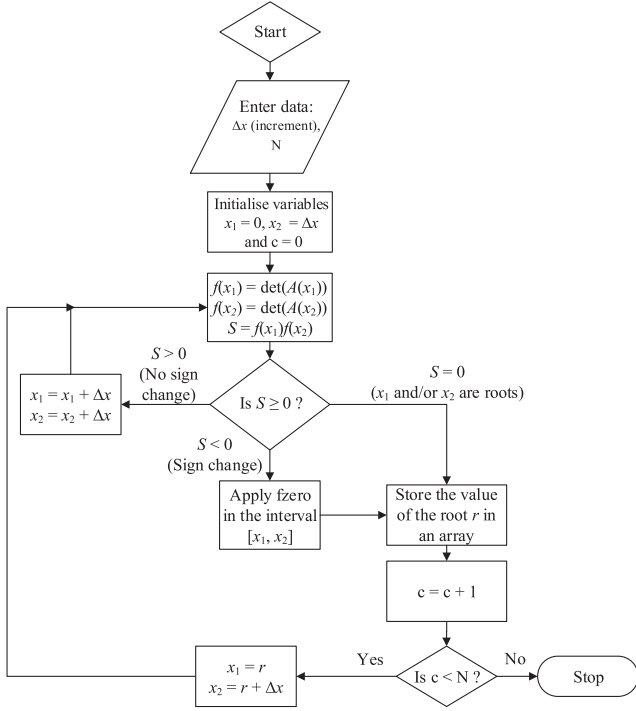 Start
Enter data:
Δx (increment),
N
Initialise variables
x₁ = 0, x₂ = Δx
and c = 0
f(x₁) = det(A(x₁))
f(x₂) = det(A(x₂))
S = f(x₁)f(x₂)
S > 0
(No sign
change)
x₁ = x₁ + Δx
x₂ = x₂ + Δx
Is S ≥ 0 ?
S = 0
(x₁ and/or x₂ are roots)
S < 0
(Sign change)
Apply fzero
in the interval
[x₁, x₂]
Store the value
of the root r in
an array
c = c + 1
Is c < N ?
Yes
No
x₁ = r
x₂ = r + Δx
Stop